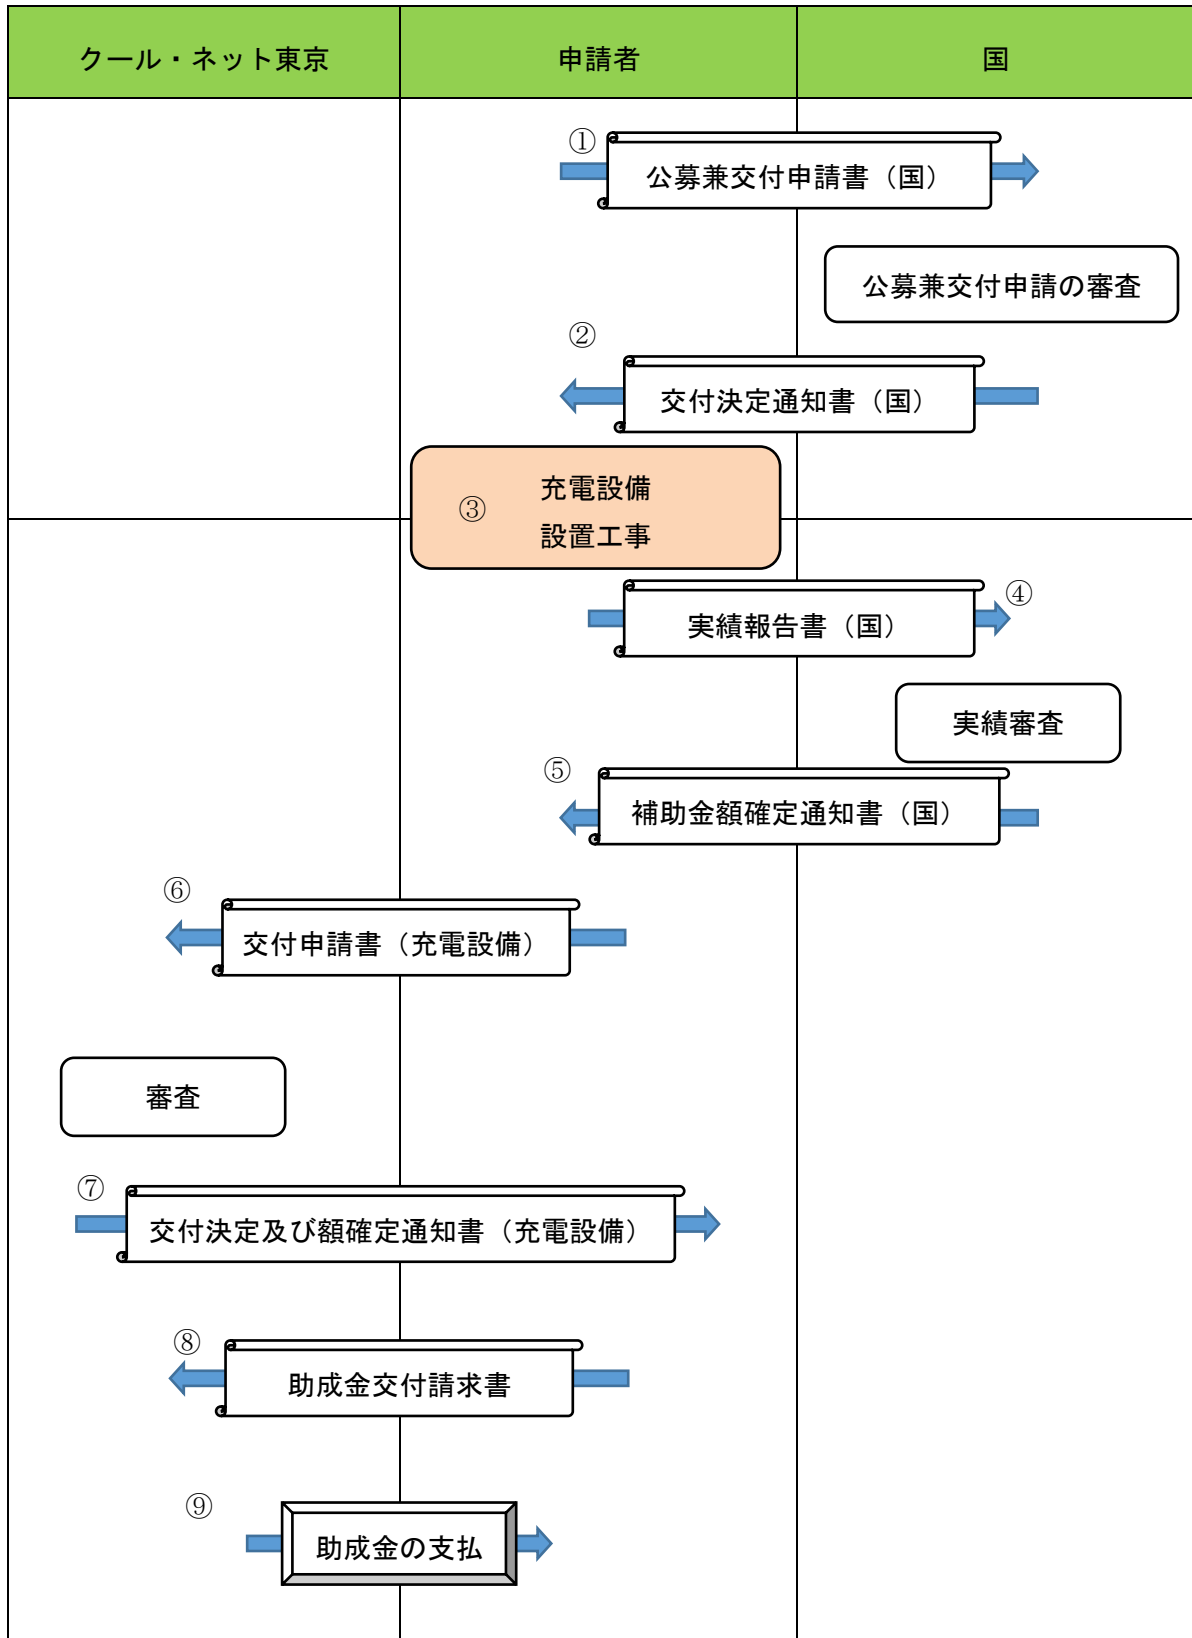 クール・ネット東京
申請者
国
①
公募兼交付申請書（国）
公募兼交付申請の審査
②
交付決定通知書（国）
③
充電設備
設置工事
④
実績報告書（国）
実績審査
⑤
補助金額確定通知書（国）
⑥
交付申請書（充電設備）
審査
⑦
交付決定及び額確定通知書（充電設備）
⑧
助成金交付請求書
⑨
助成金の支払